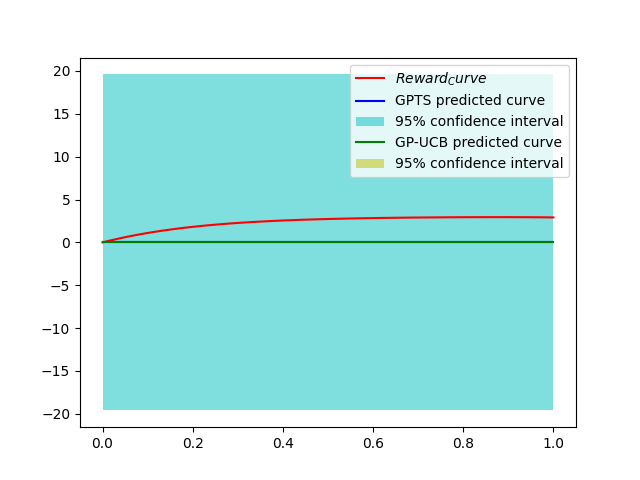 20
15
10
5
0
−5
−10
−15
−20
0.0 0.2 0.4 0.6 0.8 1.0
Reward_Curve
GPTS predicted curve
95% confidence interval
GP-UCB predicted curve
95% confidence interval